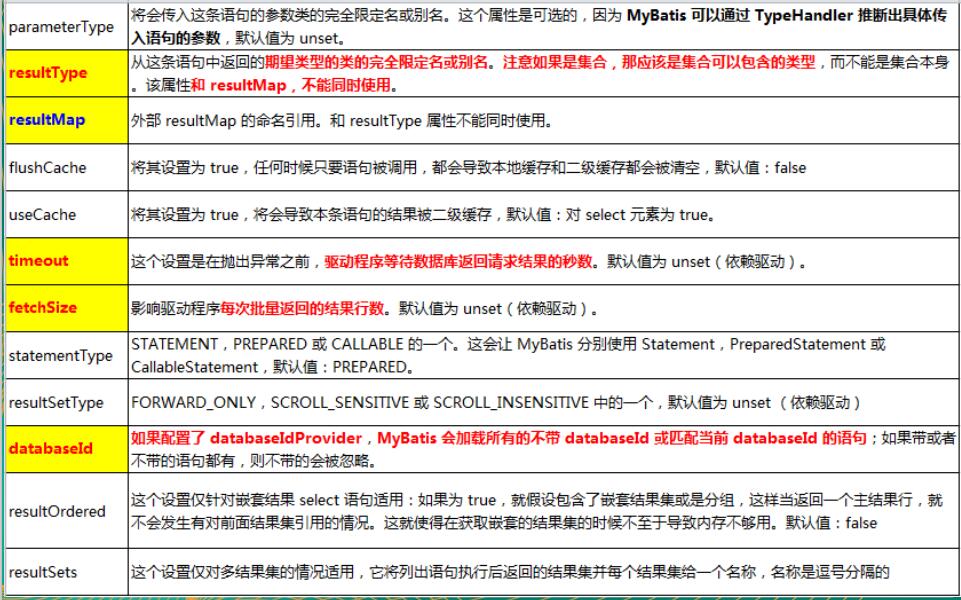 parameterType
将会传入这条语句的参数类的完全限定名或别名。这个属性是可选的，因为 MyBatis 可以通过 TypeHandler 推断出具体传
入语句的参数，默认值为 unset。
resultType
从这条语句中返回的期望类型的类的完全限定名或别名。注意如果是集合，那应该是集合可以包含的类型，而不能是集合本身
。该属性和 resultMap，不能同时使用。
resultMap
外部 resultMap 的命名引用。和 resultType 属性不能同时使用。
flushCache
将其设置为 true，任何时候只要语句被调用，都会导致本地缓存和二级缓存都会被清空，默认值：false
useCache
将其设置为 true，将会导致本条语句的结果被二级缓存，默认值：对 select 元素为 true。
timeout
这个设置是在抛出异常之前，驱动程序等待数据库返回请求结果的秒数。默认值为 unset（依赖驱动）。
fetchSize
影响驱动程序每次批量返回的结果行数。默认值为 unset（依赖驱动）。
statementType
STATEMENT，PREPARED 或 CALLABLE 的一个。这会让 MyBatis 分别使用 Statement，PreparedStatement 或
CallableStatement，默认值：PREPARED。
resultSetType
FORWARD_ONLY，SCROLL_SENSITIVE 或 SCROLL_INSENSITIVE 中的一个，默认值为 unset （依赖驱动）
databaseId
如果配置了 databaseIdProvider，MyBatis 会加载所有的不带 databaseId 或匹配当前 databaseId 的语句；如果带或者
不带的语句都有，则不带的会被忽略。
resultOrdered
这个设置仅针对嵌套结果 select 语句适用：如果为 true，就假设包含了嵌套结果集或是分组，这样当返回一个主结果行，就
不会发生有对前面结果集引用的情况。这就使得在获取嵌套的结果集的时候不至于导致内存不够用。默认值：false
resultSets
这个设置仅对多结果集的情况适用，它将列出语句执行后返回的结果集并每个结果集给一个名称，名称是逗号分隔的